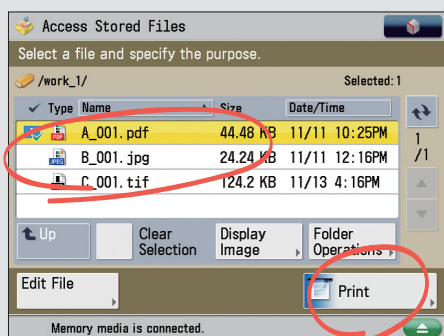 Access Stored Files
Select a file and specify the purpose.
/work_1/ Selected:1
Type Name Size Date/Time
PDF A_001.pdf 44.48 KB 11/11 10:25PM
JPEG B_001.jpg 24.24 KB 11/11 12:16PM
C_001.tif 124.2 KB 11/13 4:16PM
1
/1
Up
Clear Selection
Display Image
Folder Operations
Edit File
Print
Memory media is connected.